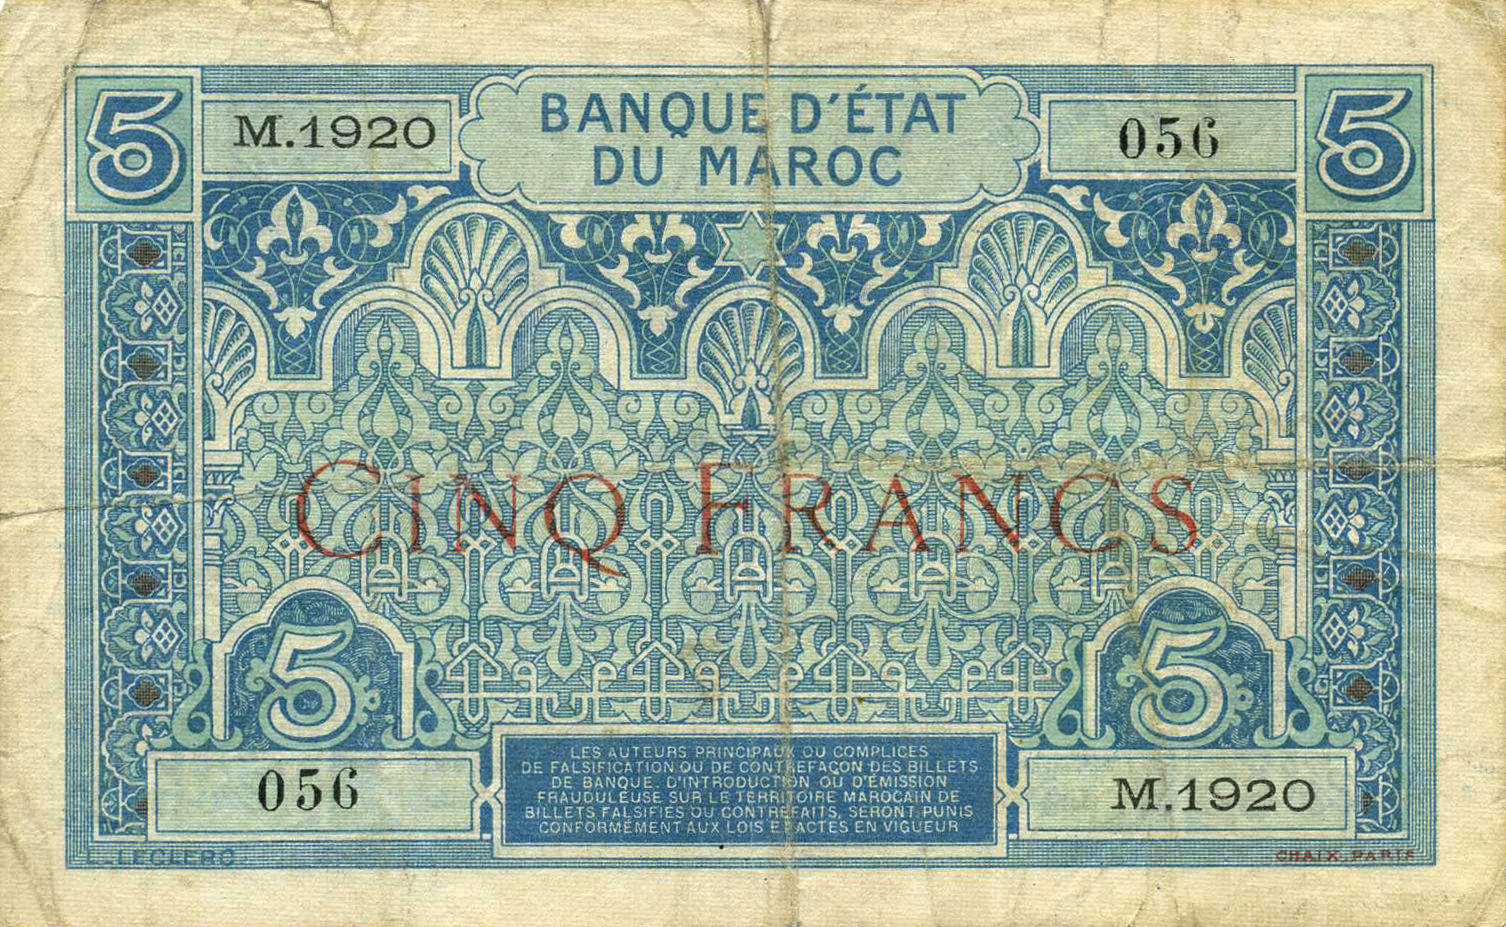 5
M.1920
BANQUE D'ÉTAT
DU MAROC
056
5
CINQ FRANCS
5
5
056
LES AUTEURS PRINCIPAUX OU COMPLICES
DE FALSIFICATION OU DE CONTREFAÇON DES BILLETS
DE BANQUE, D'INTRODUCTION OU D'ÉMISSION
FRAUDULEUSE SUR LE TERRITOIRE MAROCAIN DE
BILLETS FALSIFIÉS OU CONTREFAITS, SERONT PUNIS
CONFORMÉMENT AUX LOIS ET ACTES EN VIGUEUR
M.1920
L. LECLERC
CHAIX, PARIS